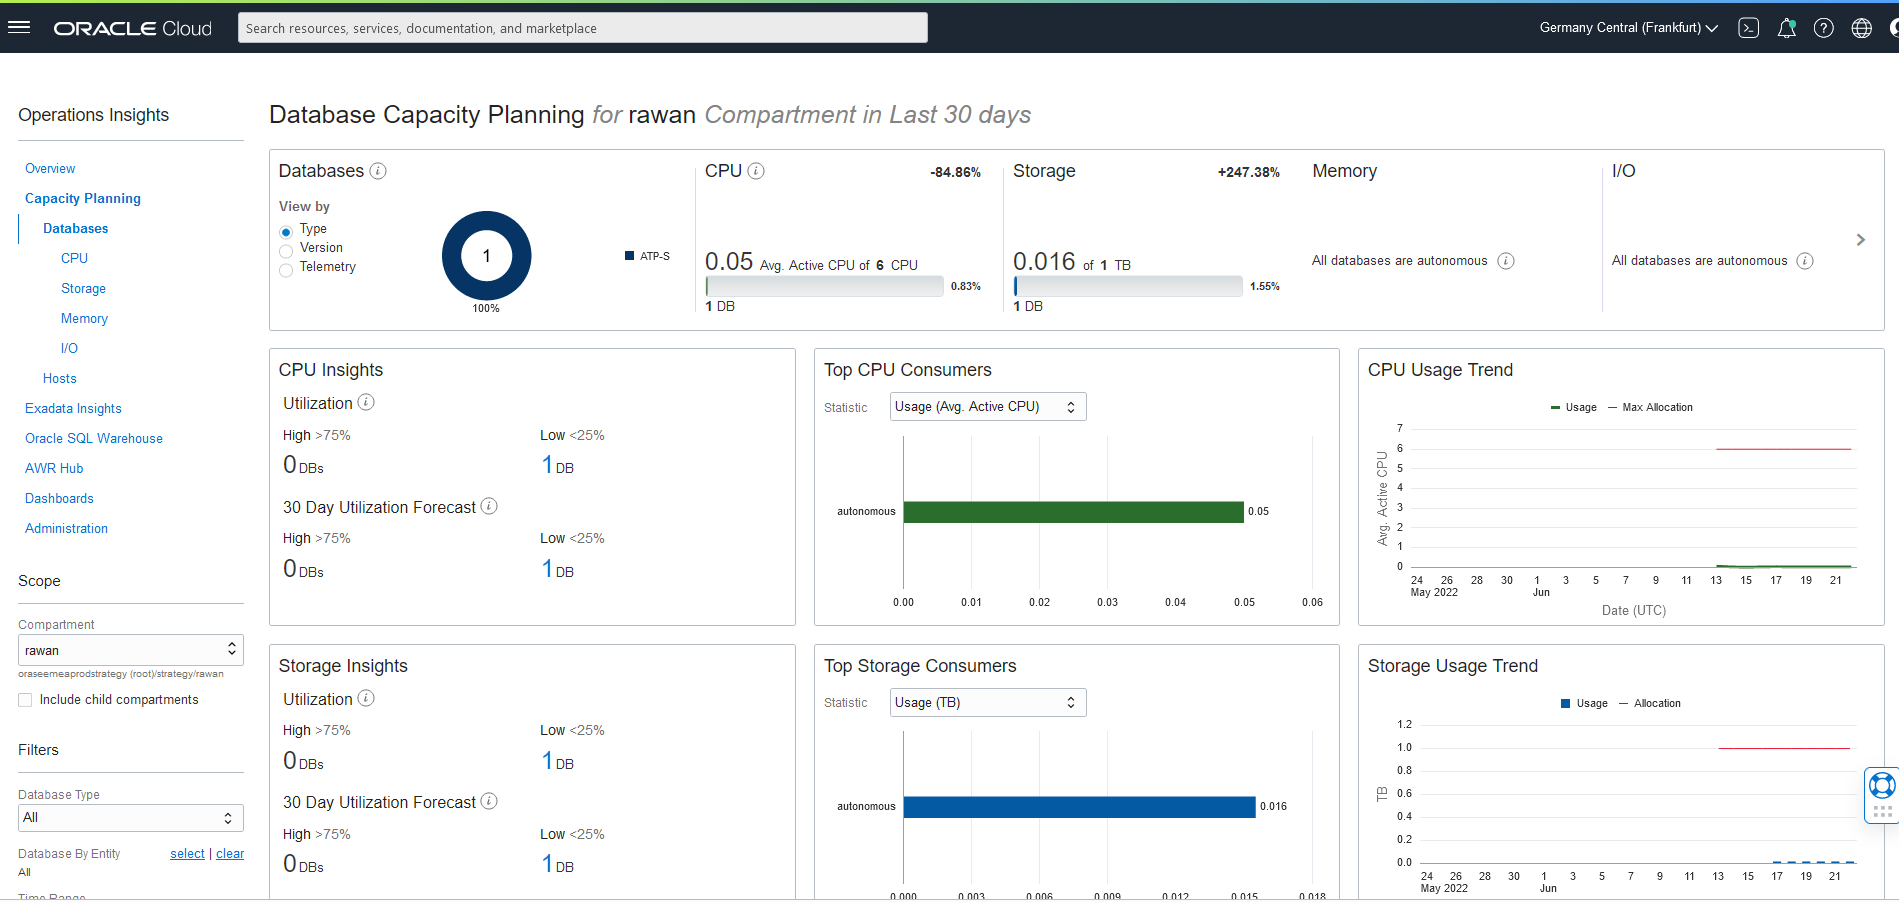 ORACLE Cloud
Search resources, services, documentation, and marketplace
Germany Central (Frankfurt)
Operations Insights
Overview
Capacity Planning
Databases
CPU
Storage
Memory
I/O
Hosts
Exadata Insights
Oracle SQL Warehouse
AWR Hub
Dashboards
Administration
Scope
Compartment
rawan
oraseemeaprodstrategy (root)/strategy/rawan
Include child compartments
Filters
Database Type
All
Database By Entity select | clear
All
Time Range
Database Capacity Planning for rawan Compartment in Last 30 days
Databases
View by
Type
Version
Telemetry
1
100%
ATP-S
CPU -84.86%
0.05 Avg. Active CPU of 6 CPU
0.83%
1 DB
Storage +247.38%
0.016 of 1 TB
1.55%
1 DB
Memory
All databases are autonomous
I/O
All databases are autonomous
CPU Insights
Utilization
High >75% Low <25%
0 DBs 1 DB
30 Day Utilization Forecast
High >75% Low <25%
0 DBs 1 DB
Top CPU Consumers
Statistic Usage (Avg. Active CPU)
autonomous 0.05
0.00 0.01 0.02 0.03 0.04 0.05 0.06
CPU Usage Trend
Usage Max Allocation
Avg. Active CPU
7
6
5
4
3
2
1
0
24 26 28 30 1 3 5 7 9 11 13 15 17 19 21
May 2022 Jun
Date (UTC)
Storage Insights
Utilization
High >75% Low <25%
0 DBs 1 DB
30 Day Utilization Forecast
High >75% Low <25%
0 DBs 1 DB
Top Storage Consumers
Statistic Usage (TB)
autonomous 0.016
0.000 0.003 0.006 0.009 0.012 0.015 0.018
Storage Usage Trend
Usage Allocation
TB
1.2
1.0
0.8
0.6
0.4
0.2
0.0
24 26 28 30 1 3 5 7 9 11 13 15 17 19 21
May 2022 Jun